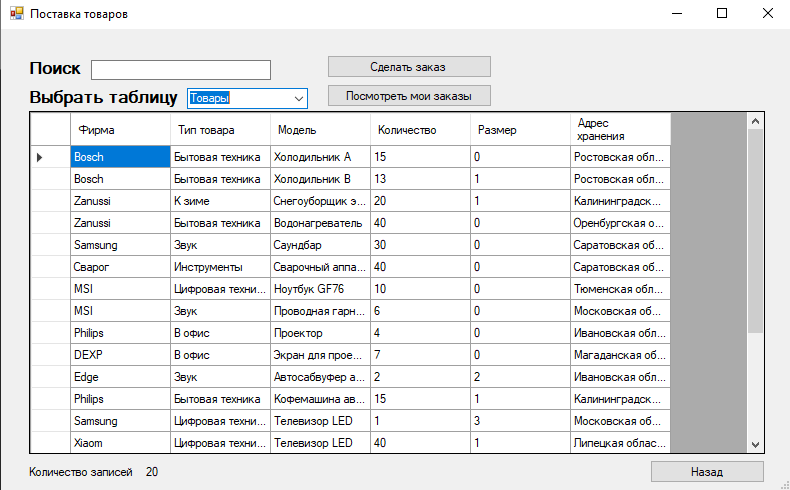 Поставка товаров
Поиск
Сделать заказ
Выбрать таблицу Товары
Посмотреть мои заказы
Фирма Тип товара Модель Количество Размер Адрес хранения
Bosch Бытовая техника Холодильник A 15 0 Ростовская обл...
Bosch Бытовая техника Холодильник B 13 1 Ростовская обл...
Zanussi К зиме Снегоуборщик э... 20 1 Калининградск...
Zanussi Бытовая техника Водонагреватель 40 0 Оренбургская о...
Samsung Звук Саундбар 30 0 Саратовская об...
Сварог Инструменты Сварочный аппа... 40 0 Саратовская об...
MSI Цифровая техни... Ноутбук GF76 10 0 Тюменская об...
MSI Звук Проводная гарн... 6 0 Московская об...
Philips В офис Проектор 4 0 Ивановская обл...
DEXP В офис Экран для прое... 7 0 Магаданская об...
Edge Звук Автосабвуфер а... 2 2 Ивановская обл...
Philips Бытовая техника Кофемашина ав... 15 1 Калининградск...
Samsung Цифровая техни... Телевизор LED 1 3 Московская об...
Xiaom Цифровая техни... Телевизор LED 40 1 Липецкая облас...
Количество записей 20
Назад